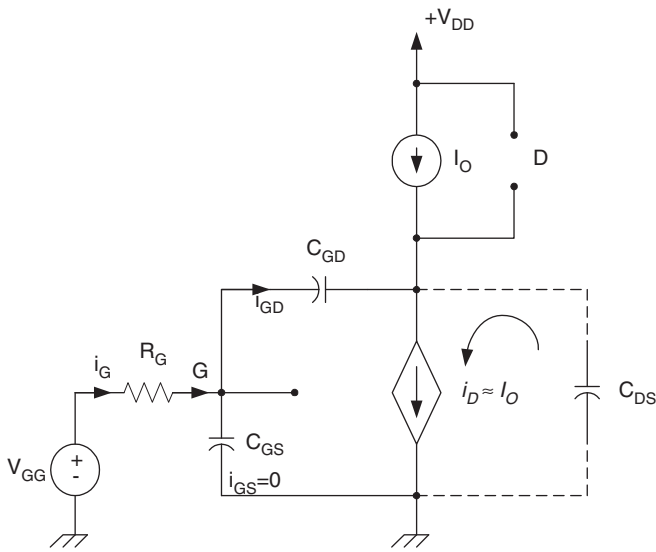 +V_DD
I_O
D
C_GD
i_GD
i_G
R_G
G
i_D ≈ I_O
C_DS
C_GS
V_GG
+
-
i_GS=0